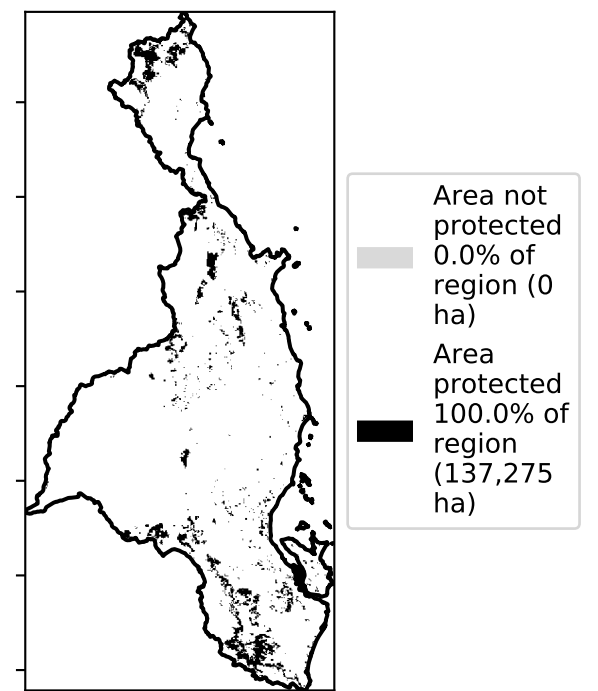 Area not
protected
0.0% of
region (0
ha)
Area
protected
100.0% of
region
(137,275
ha)